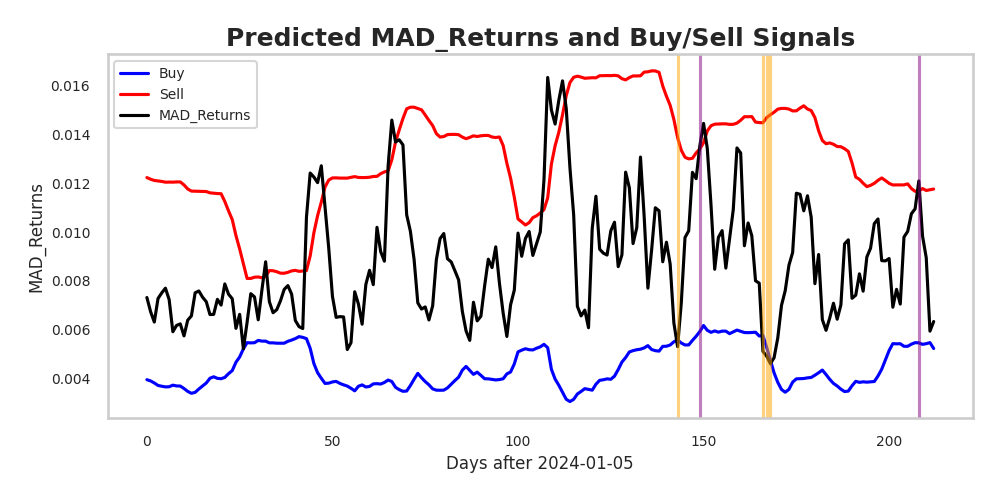 Predicted MAD_Returns and Buy/Sell Signals
Buy
Sell
MAD_Returns
MAD_Returns
0.016
0.014
0.012
0.010
0.008
0.006
0.004
0
50
100
150
200
Days after 2024-01-05